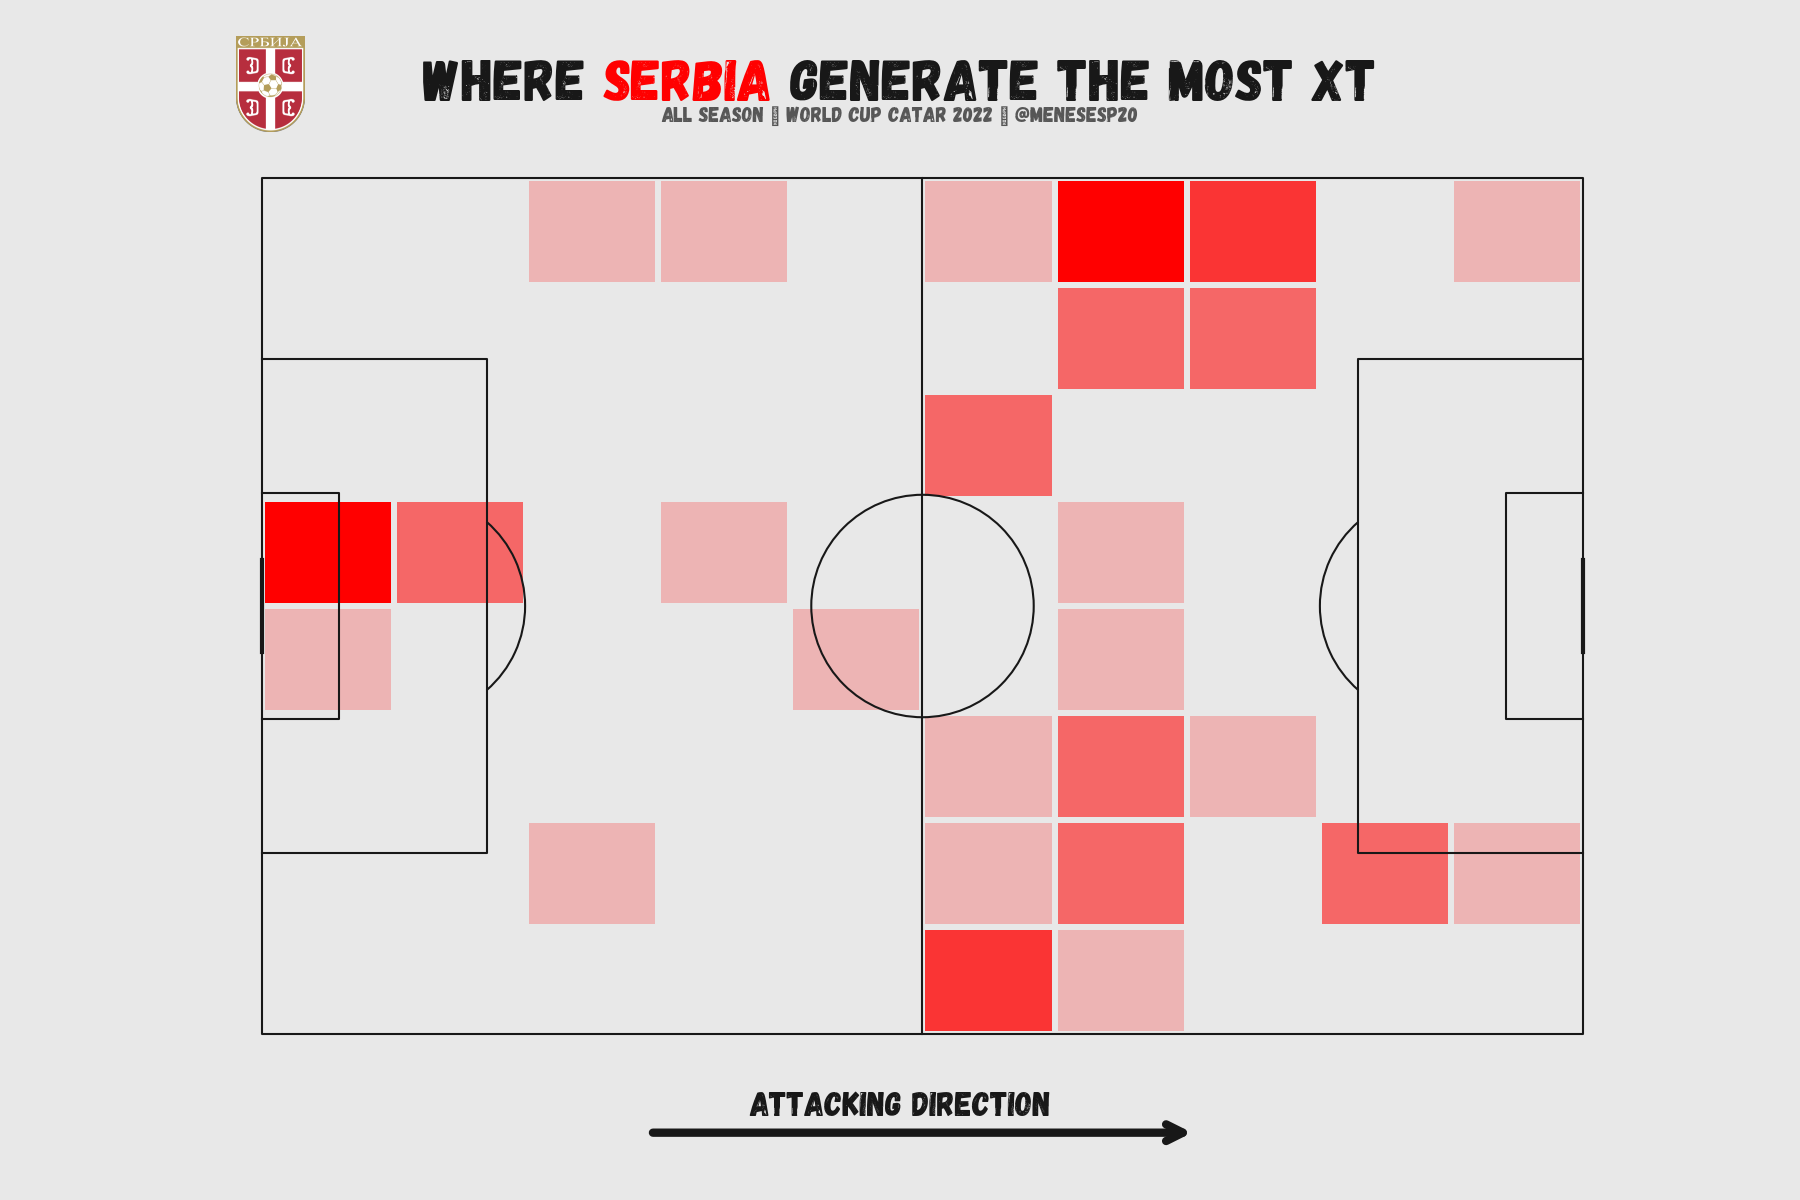 СРБИЈА
WHERE SERBIA GENERATE THE MOST XT
ALL SEASON ▯ WORLD CUP CATAR 2022 ▯ @MENESESP20
ATTACKING DIRECTION